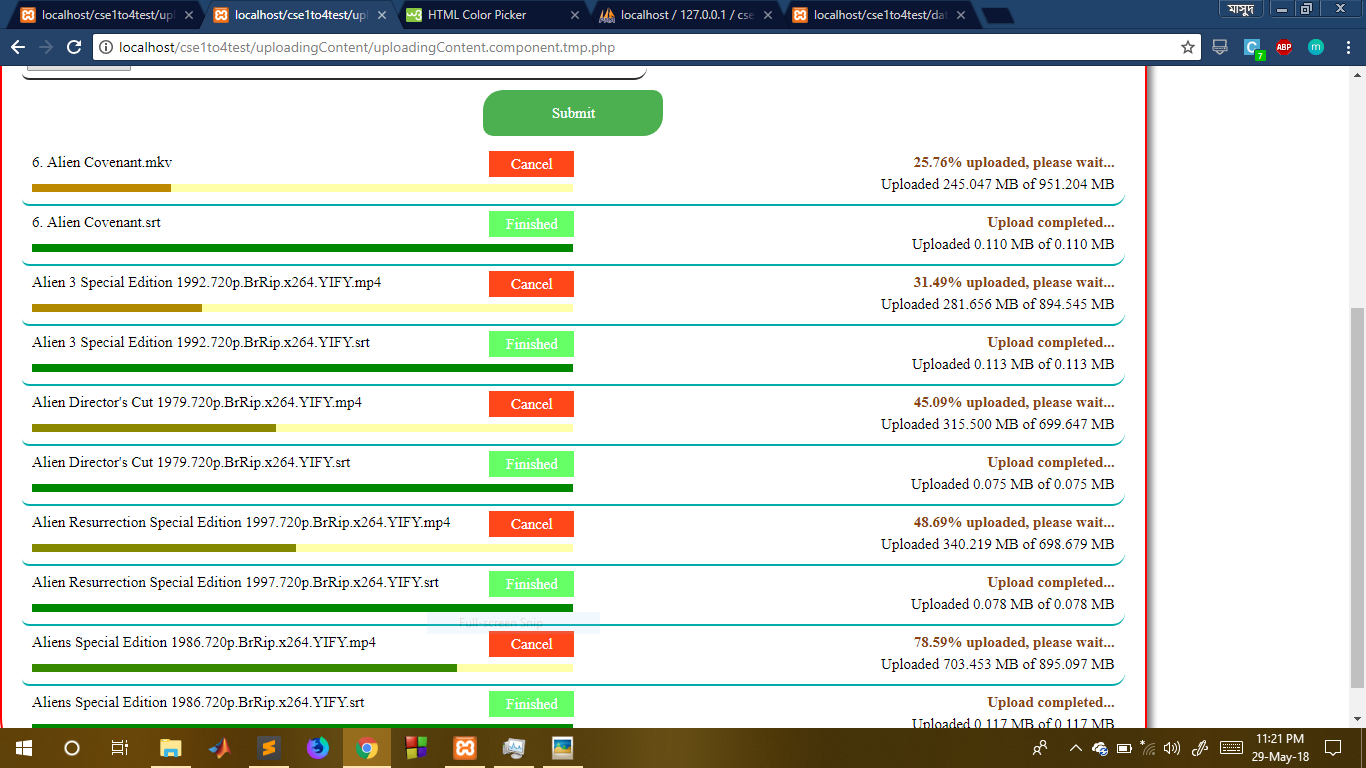 localhost/cse1to4test/upl
localhost/cse1to4test/upl
HTML Color Picker
localhost / 127.0.0.1 / cse
localhost/cse1to4test/dat
মাসুদ
localhost/cse1to4test/uploadingContent/uploadingContent.component.tmp.php
7
ABP
m
Submit
6. Alien Covenant.mkv
Cancel
25.76% uploaded, please wait...
Uploaded 245.047 MB of 951.204 MB
6. Alien Covenant.srt
Finished
Upload completed...
Uploaded 0.110 MB of 0.110 MB
Alien 3 Special Edition 1992.720p.BrRip.x264.YIFY.mp4
Cancel
31.49% uploaded, please wait...
Uploaded 281.656 MB of 894.545 MB
Alien 3 Special Edition 1992.720p.BrRip.x264.YIFY.srt
Finished
Upload completed...
Uploaded 0.113 MB of 0.113 MB
Alien Director's Cut 1979.720p.BrRip.x264.YIFY.mp4
Cancel
45.09% uploaded, please wait...
Uploaded 315.500 MB of 699.647 MB
Alien Director's Cut 1979.720p.BrRip.x264.YIFY.srt
Finished
Upload completed...
Uploaded 0.075 MB of 0.075 MB
Alien Resurrection Special Edition 1997.720p.BrRip.x264.YIFY.mp4
Cancel
48.69% uploaded, please wait...
Uploaded 340.219 MB of 698.679 MB
Alien Resurrection Special Edition 1997.720p.BrRip.x264.YIFY.srt
Finished
Upload completed...
Uploaded 0.078 MB of 0.078 MB
Full-screen Snip
Aliens Special Edition 1986.720p.BrRip.x264.YIFY.mp4
Cancel
78.59% uploaded, please wait...
Uploaded 703.453 MB of 895.097 MB
Aliens Special Edition 1986.720p.BrRip.x264.YIFY.srt
Finished
Upload completed...
Uploaded 0.117 MB of 0.117 MB
11:21 PM
29-May-18